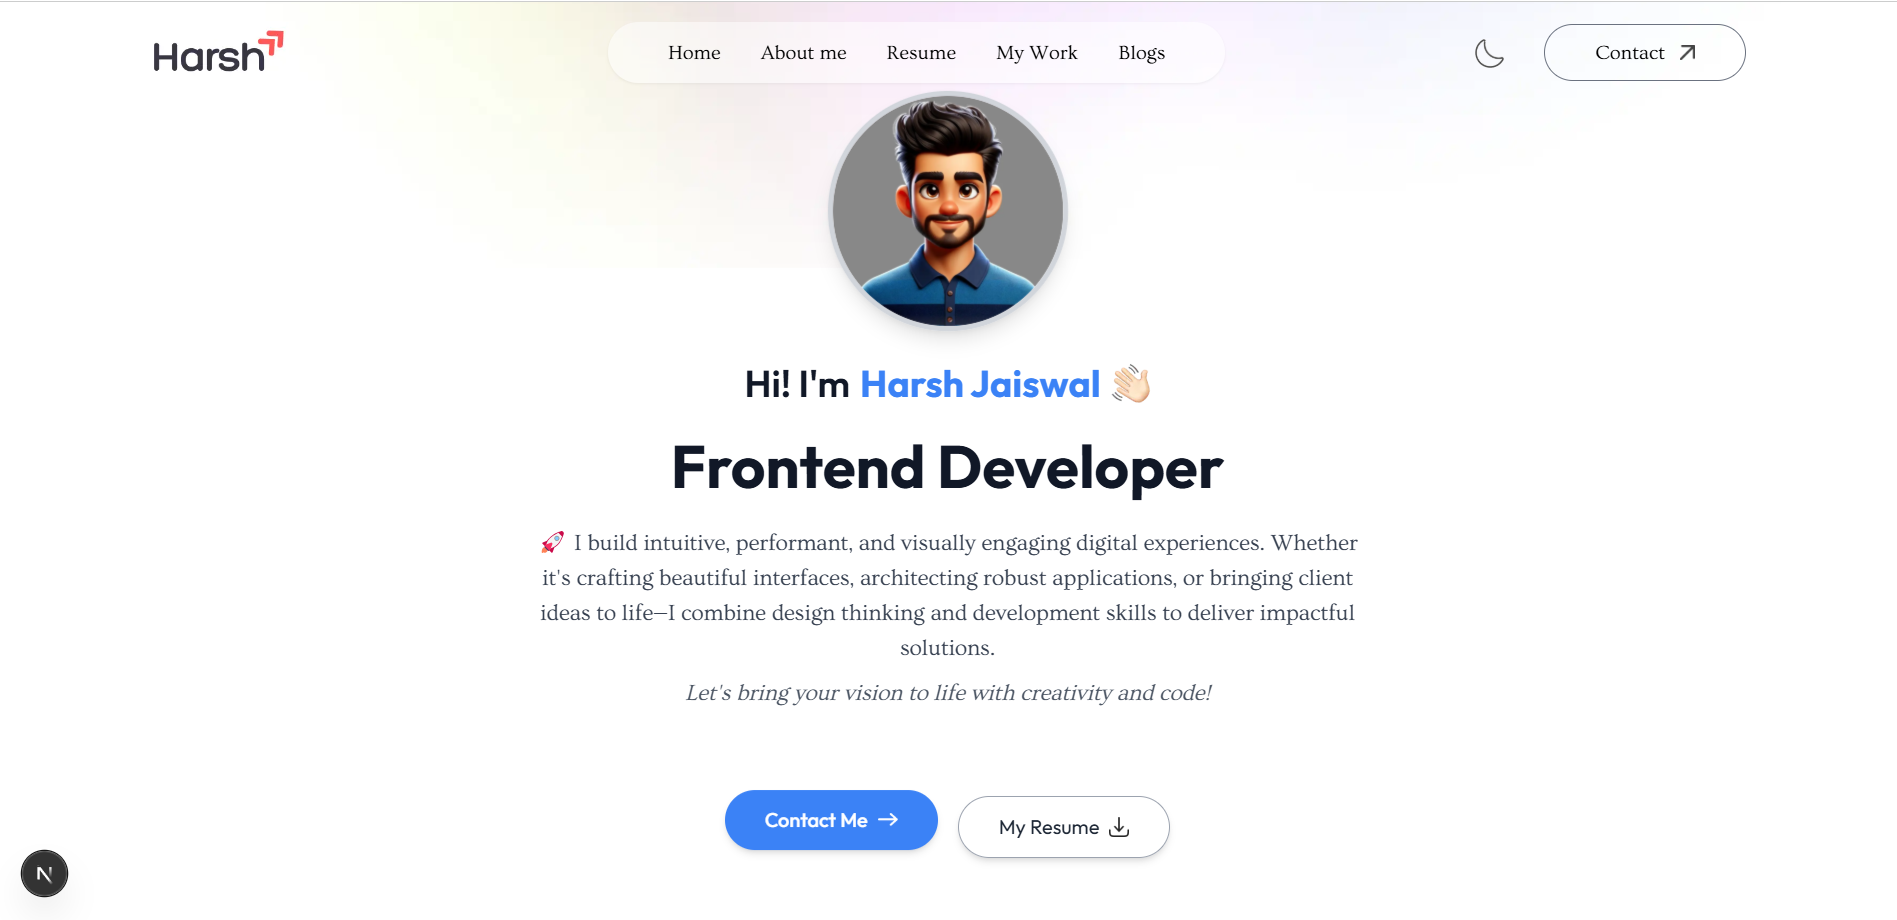 Harsh
Home About me Resume My Work Blogs
Contact
Hi! I'm Harsh Jaiswal 👋🏻
Frontend Developer
🚀 I build intuitive, performant, and visually engaging digital experiences. Whether
it's crafting beautiful interfaces, architecting robust applications, or bringing client
ideas to life—I combine design thinking and development skills to deliver impactful
solutions.
Let's bring your vision to life with creativity and code!
Contact Me →
My Resume
N